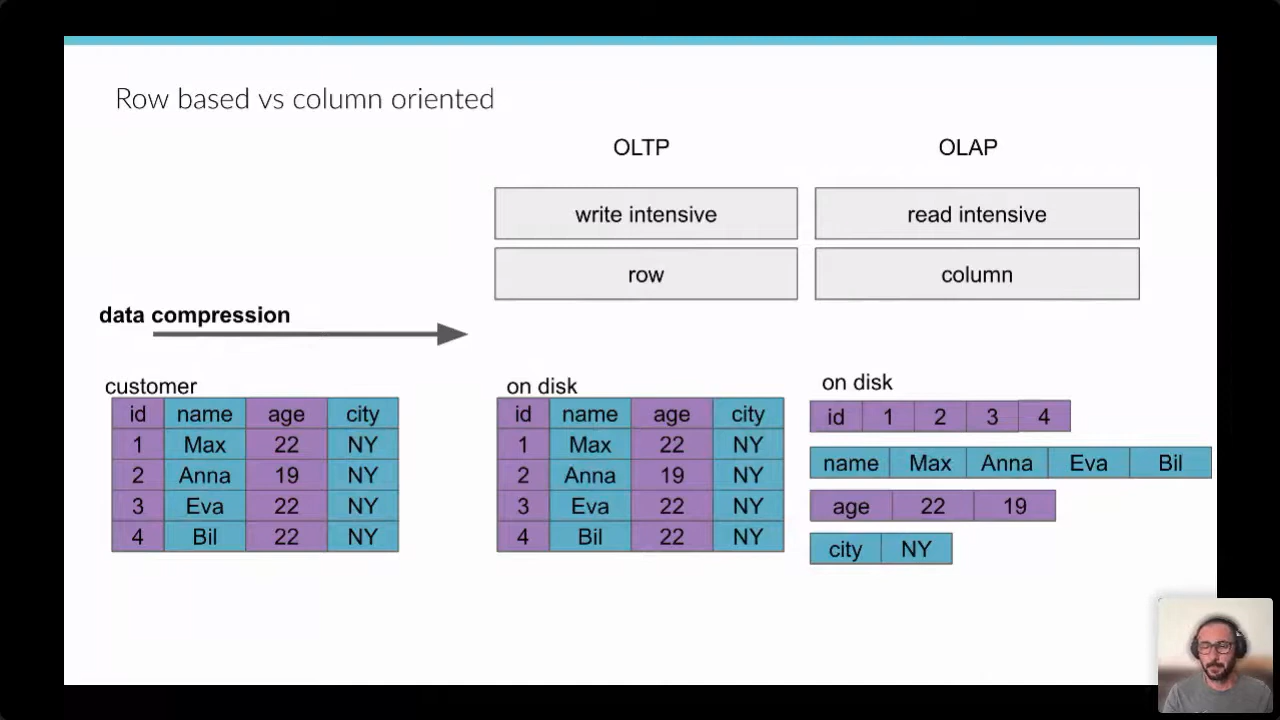 Row based vs column oriented
OLTP OLAP
write intensive read intensive
row column
data compression
customer
id name age city
1 Max 22 NY
2 Anna 19 NY
3 Eva 22 NY
4 Bil 22 NY
on disk
id name age city
1 Max 22 NY
2 Anna 19 NY
3 Eva 22 NY
4 Bil 22 NY
on disk
id 1 2 3 4
name Max Anna Eva Bil
age 22 19
city NY